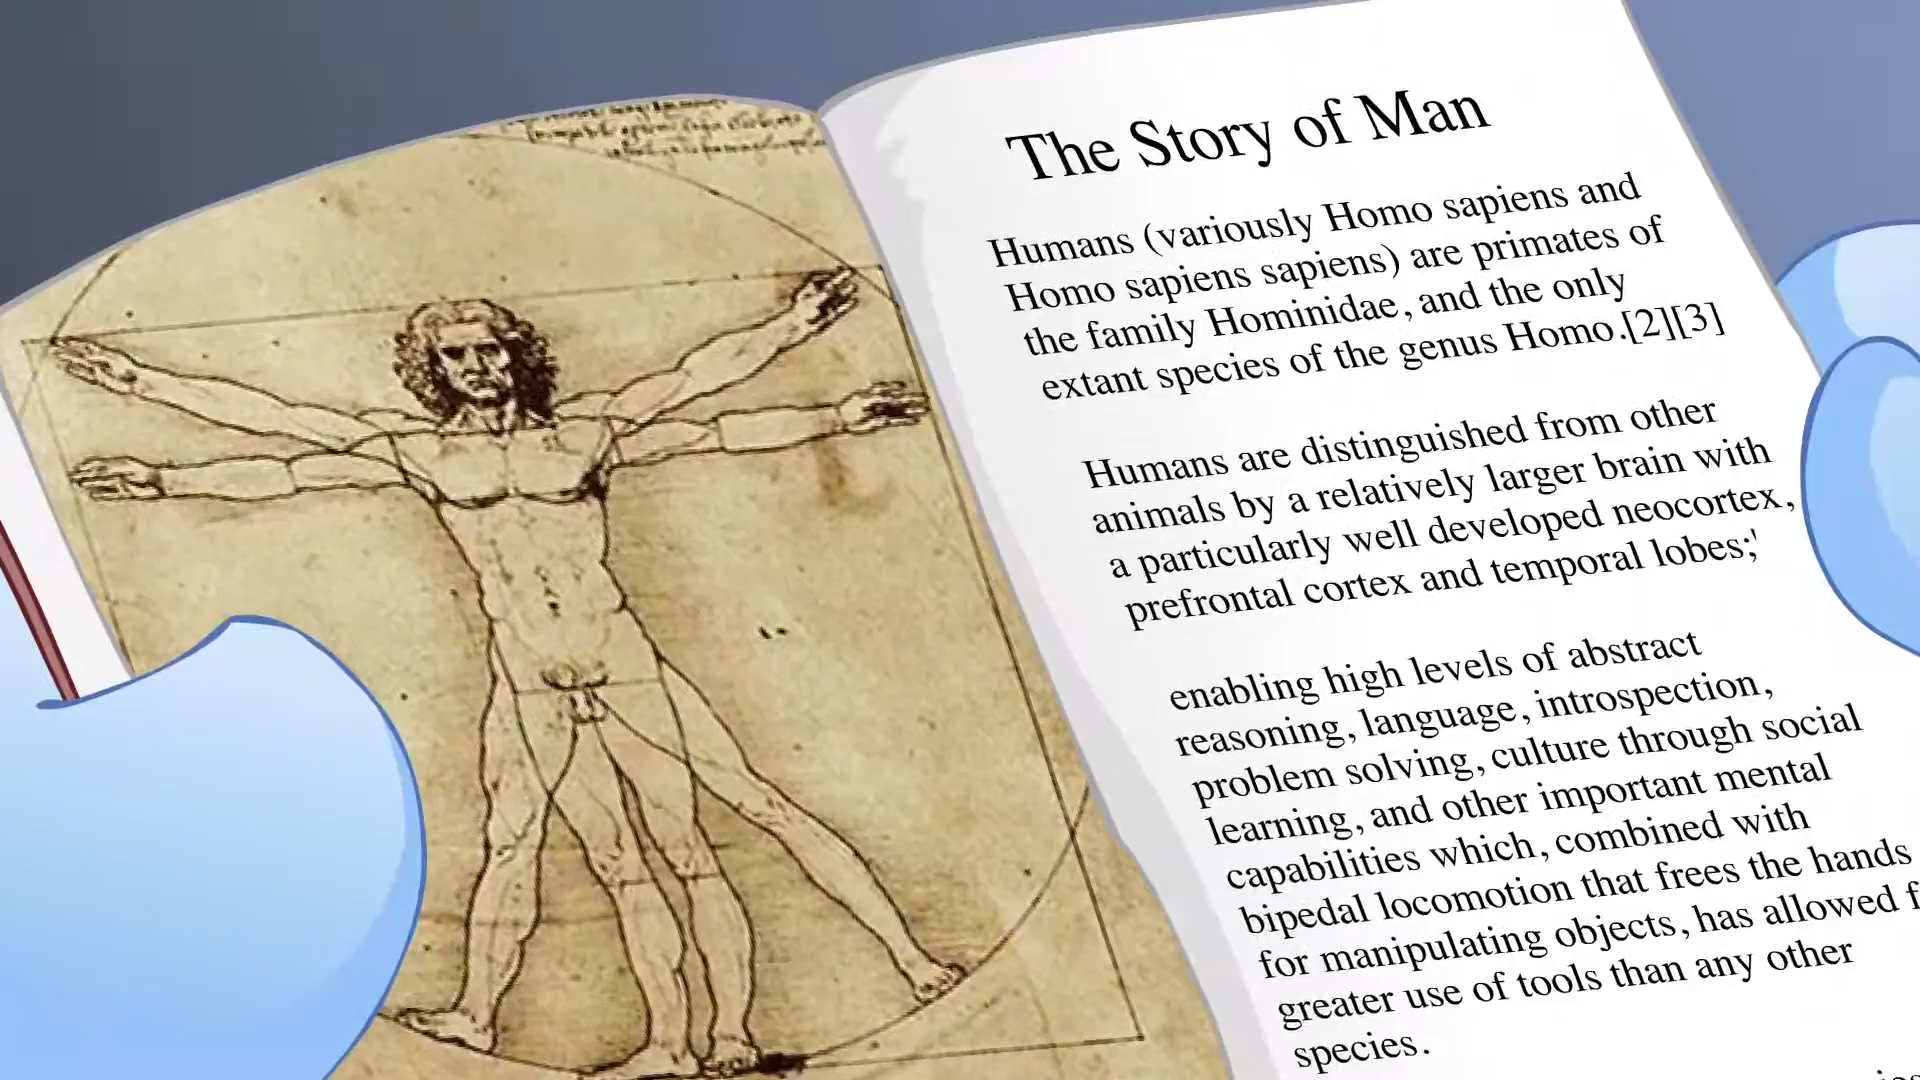 The Story of Man
Humans (variously Homo sapiens and
Homo sapiens sapiens) are primates of
the family Hominidae, and the only
extant species of the genus Homo.[2][3]
Humans are distinguished from other
animals by a relatively larger brain with
a particularly well developed neocortex,
prefrontal cortex and temporal lobes;'
enabling high levels of abstract
reasoning, language, introspection,
problem solving, culture through social
learning, and other important mental
capabilities which, combined with
bipedal locomotion that frees the hands
for manipulating objects, has allowed f
greater use of tools than any other
species.